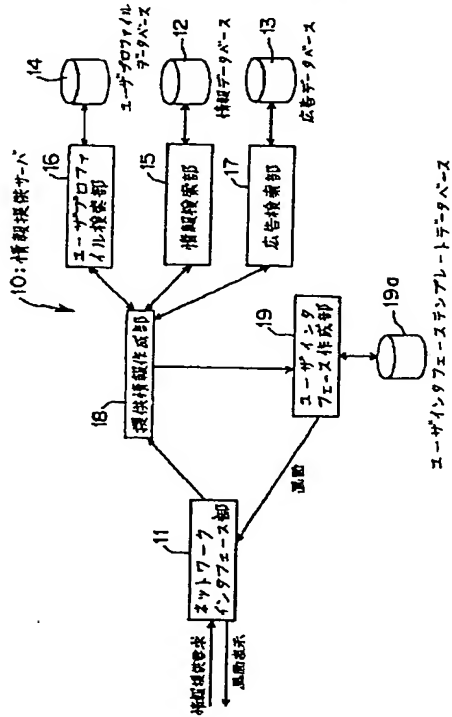 10:情報提供サーバ
14
ユーザプロファイル
データベース
12
情報データベース
13
広告データベース
16
ユーザプロフィ
イル検索部
15
情報検索部
17
広告検索部
18
提供情報作成部
19
ユーザインタ
フェース作成部
19a
ユーザインタフェーステンプレートデータベース
画面
11
ネットワーク
インタフェース部
情報提供要求
画面表示